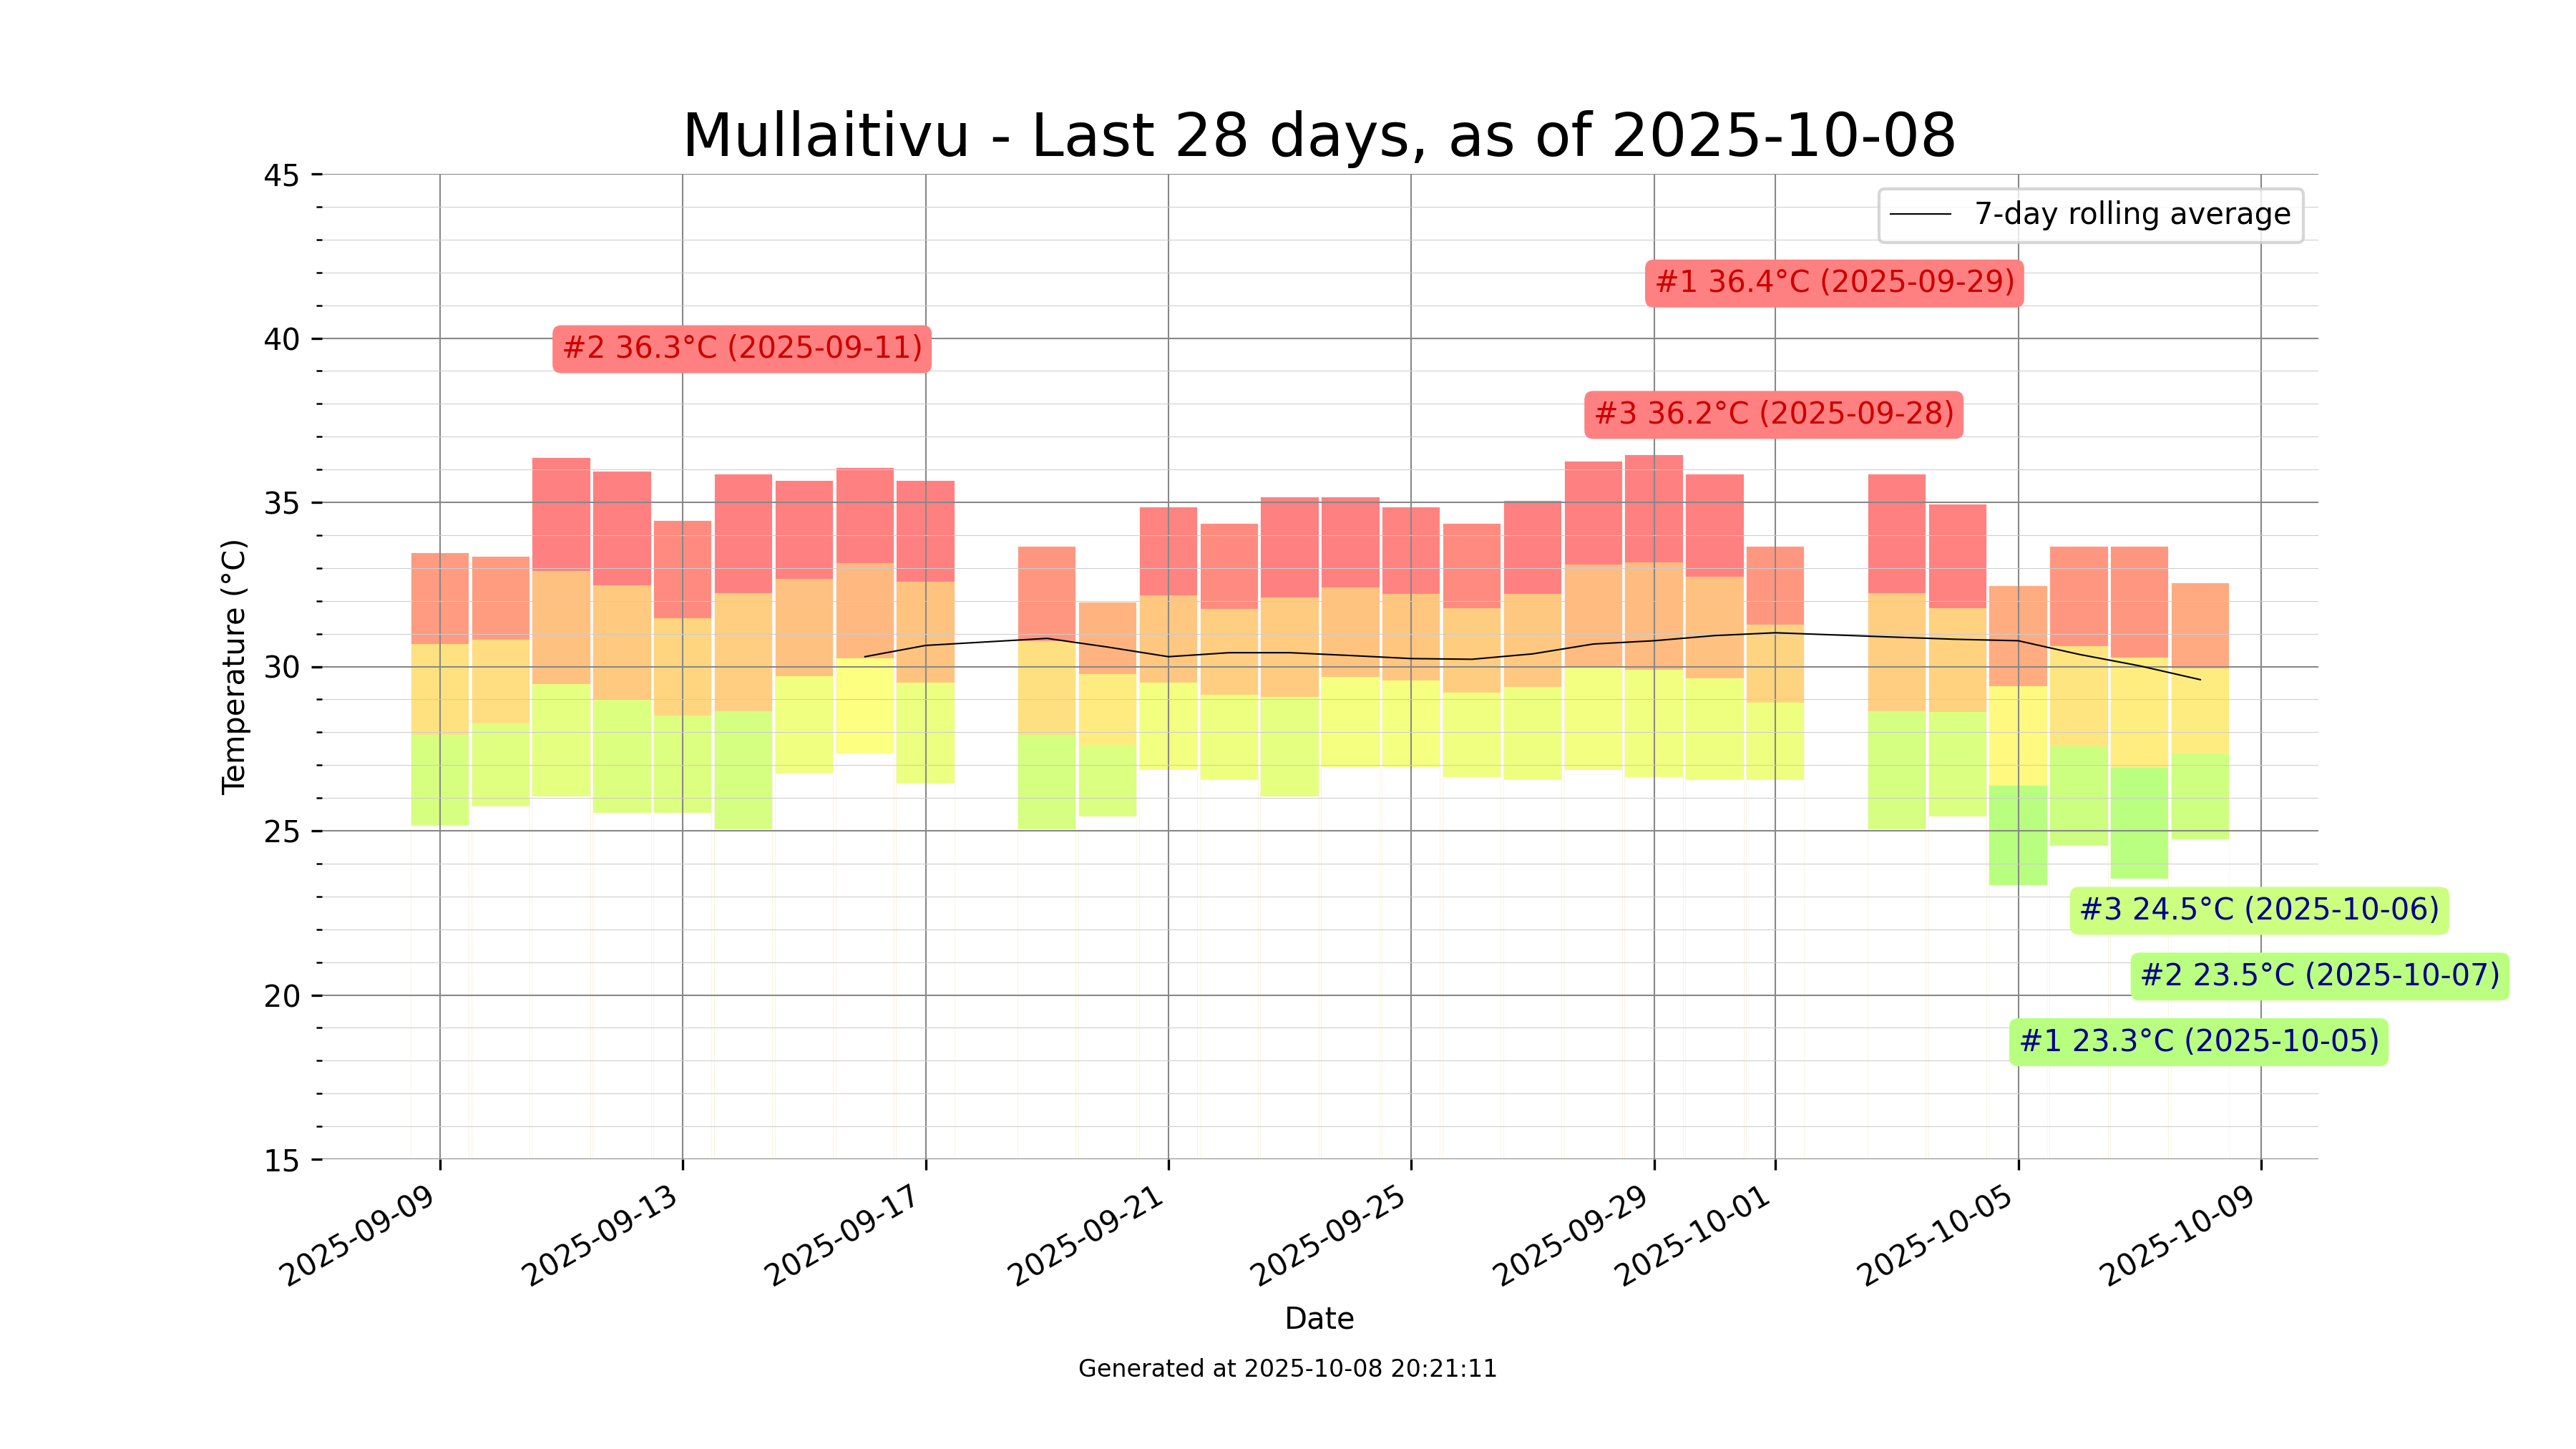 Mullaitivu - Last 28 days, as of 2025-10-08
7-day rolling average
#1 36.4°C (2025-09-29)
#2 36.3°C (2025-09-11)
#3 36.2°C (2025-09-28)
#3 24.5°C (2025-10-06)
#2 23.5°C (2025-10-07)
#1 23.3°C (2025-10-05)
Temperature (°C)
45
40
35
30
25
20
15
2025-09-09
2025-09-13
2025-09-17
2025-09-21
2025-09-25
2025-09-29
2025-10-01
2025-10-05
2025-10-09
Date
Generated at 2025-10-08 20:21:11